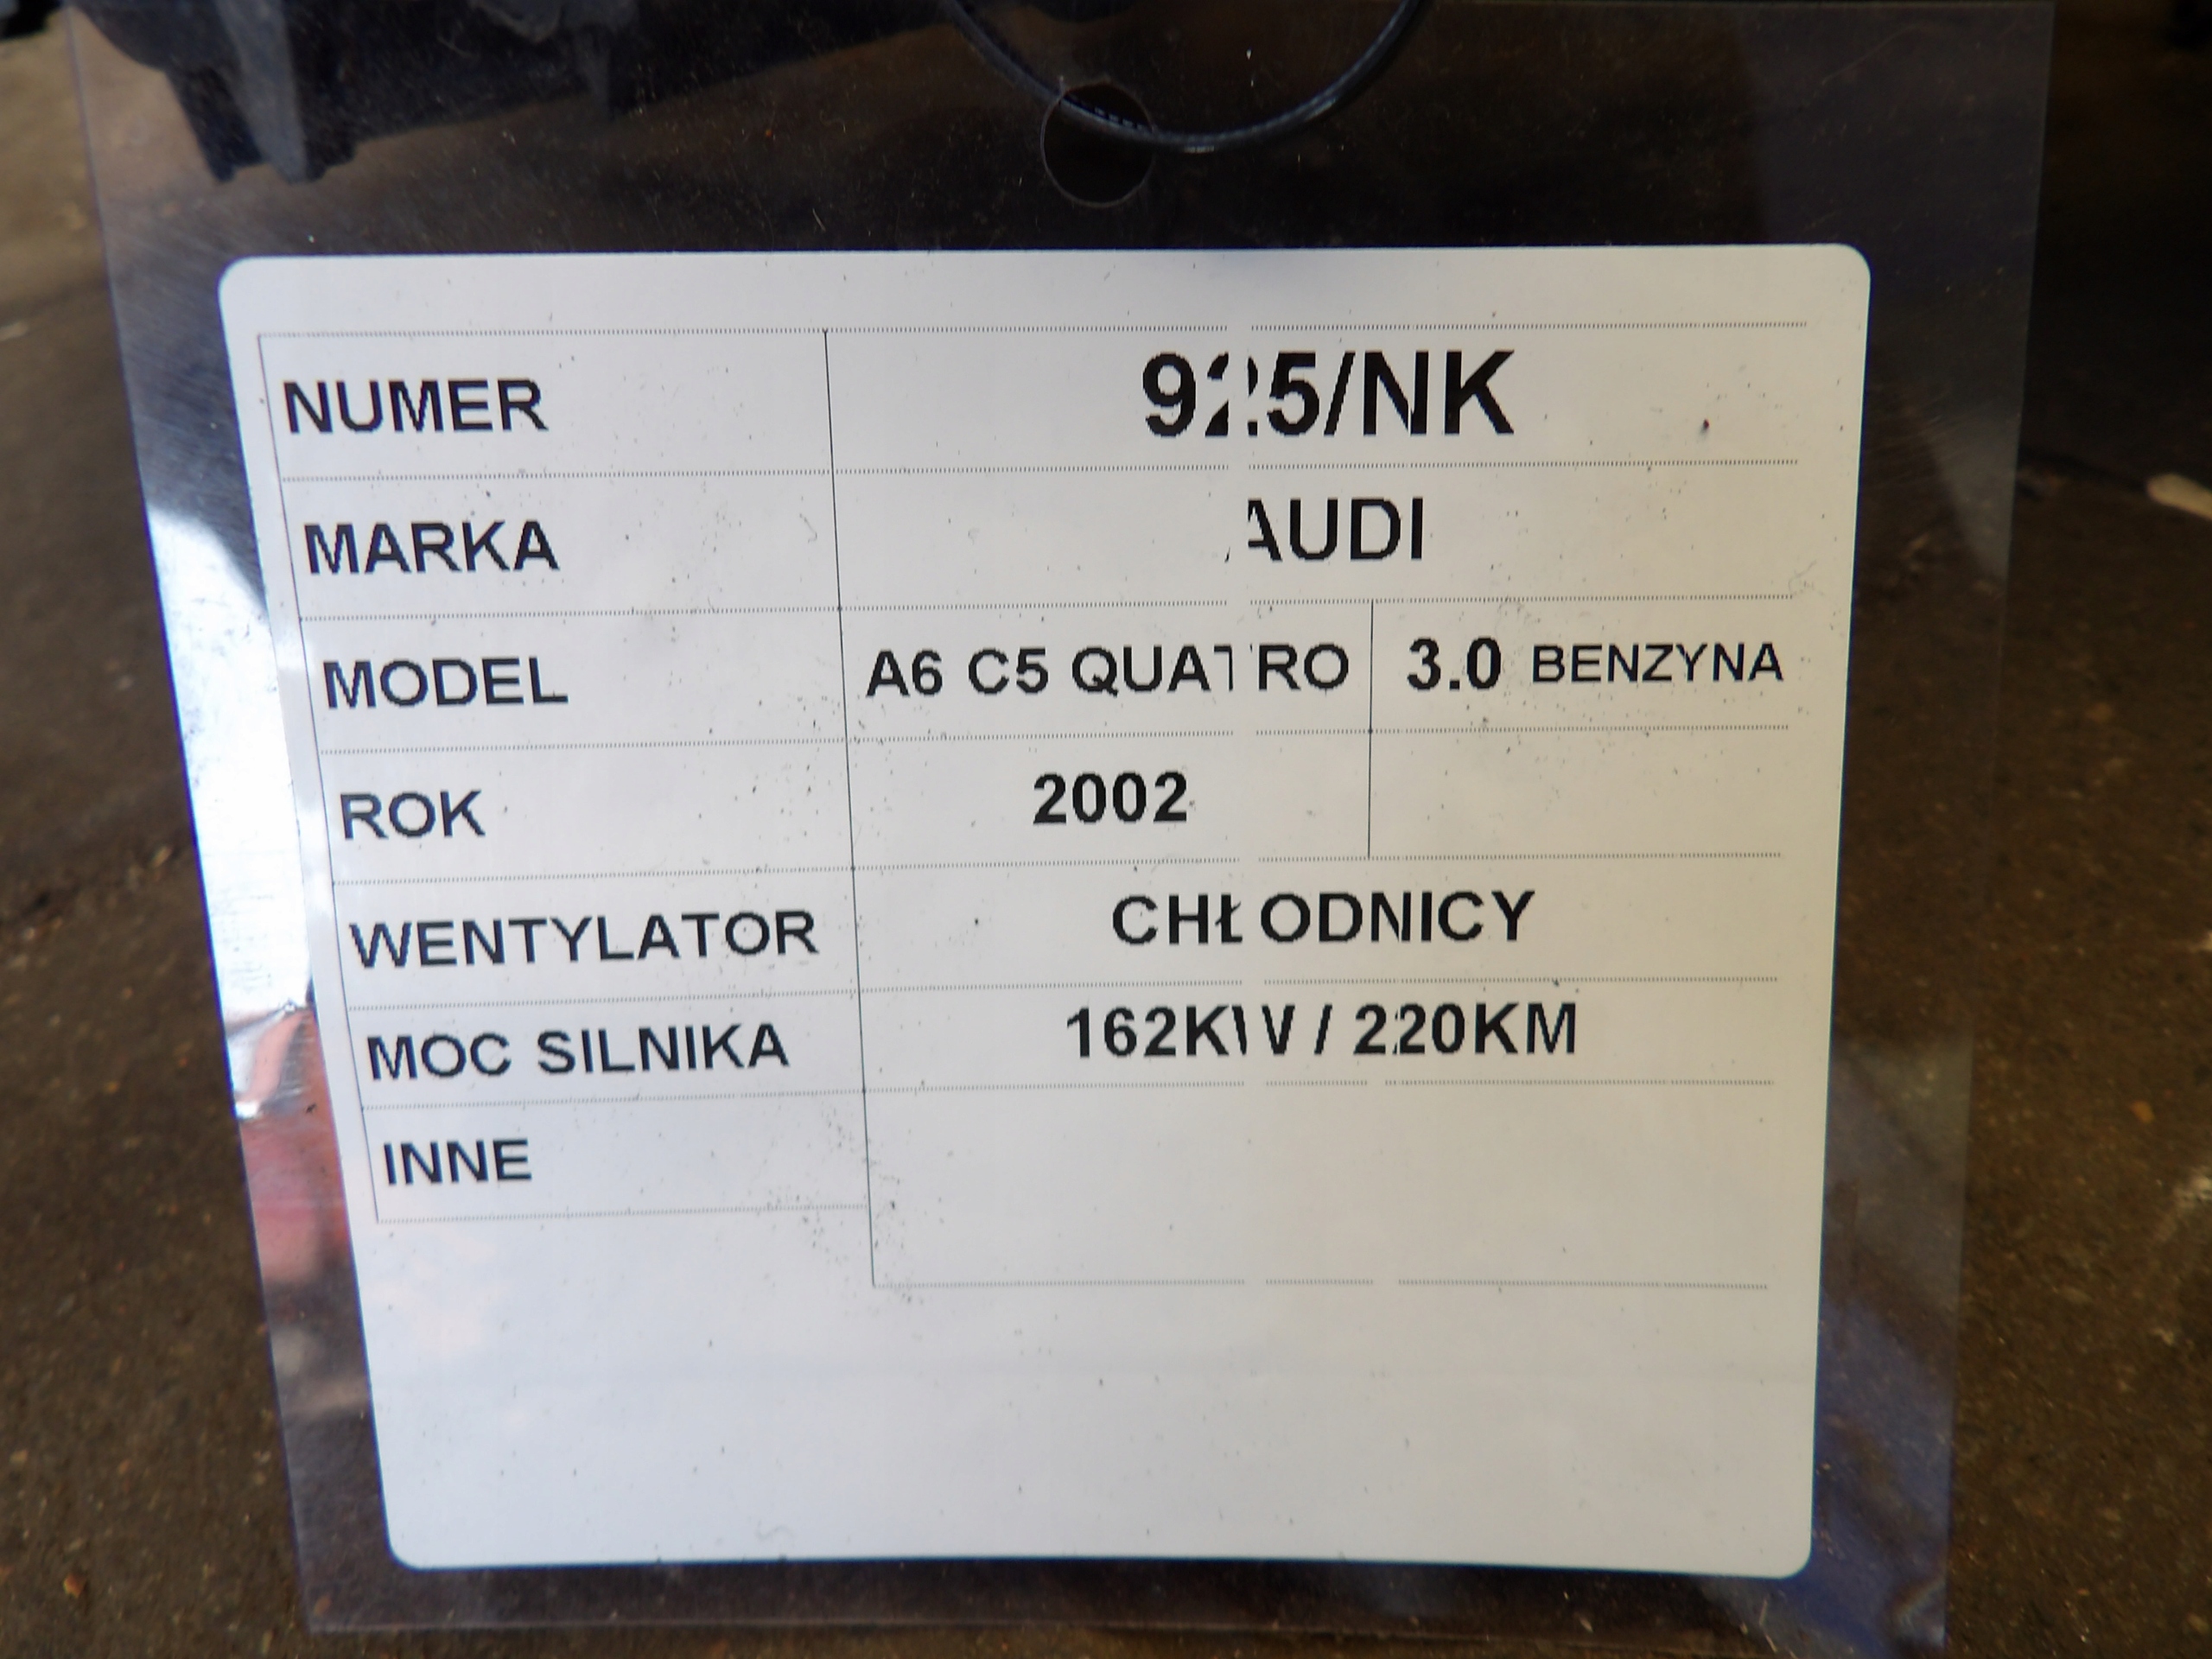 NUMER 925/NK
MARKA AUDI
MODEL A6 C5 QUATRO 3.0 BENZYNA
ROK 2002
WENTYLATOR CHŁODNICY
MOC SILNIKA 162KW / 220KM
INNE